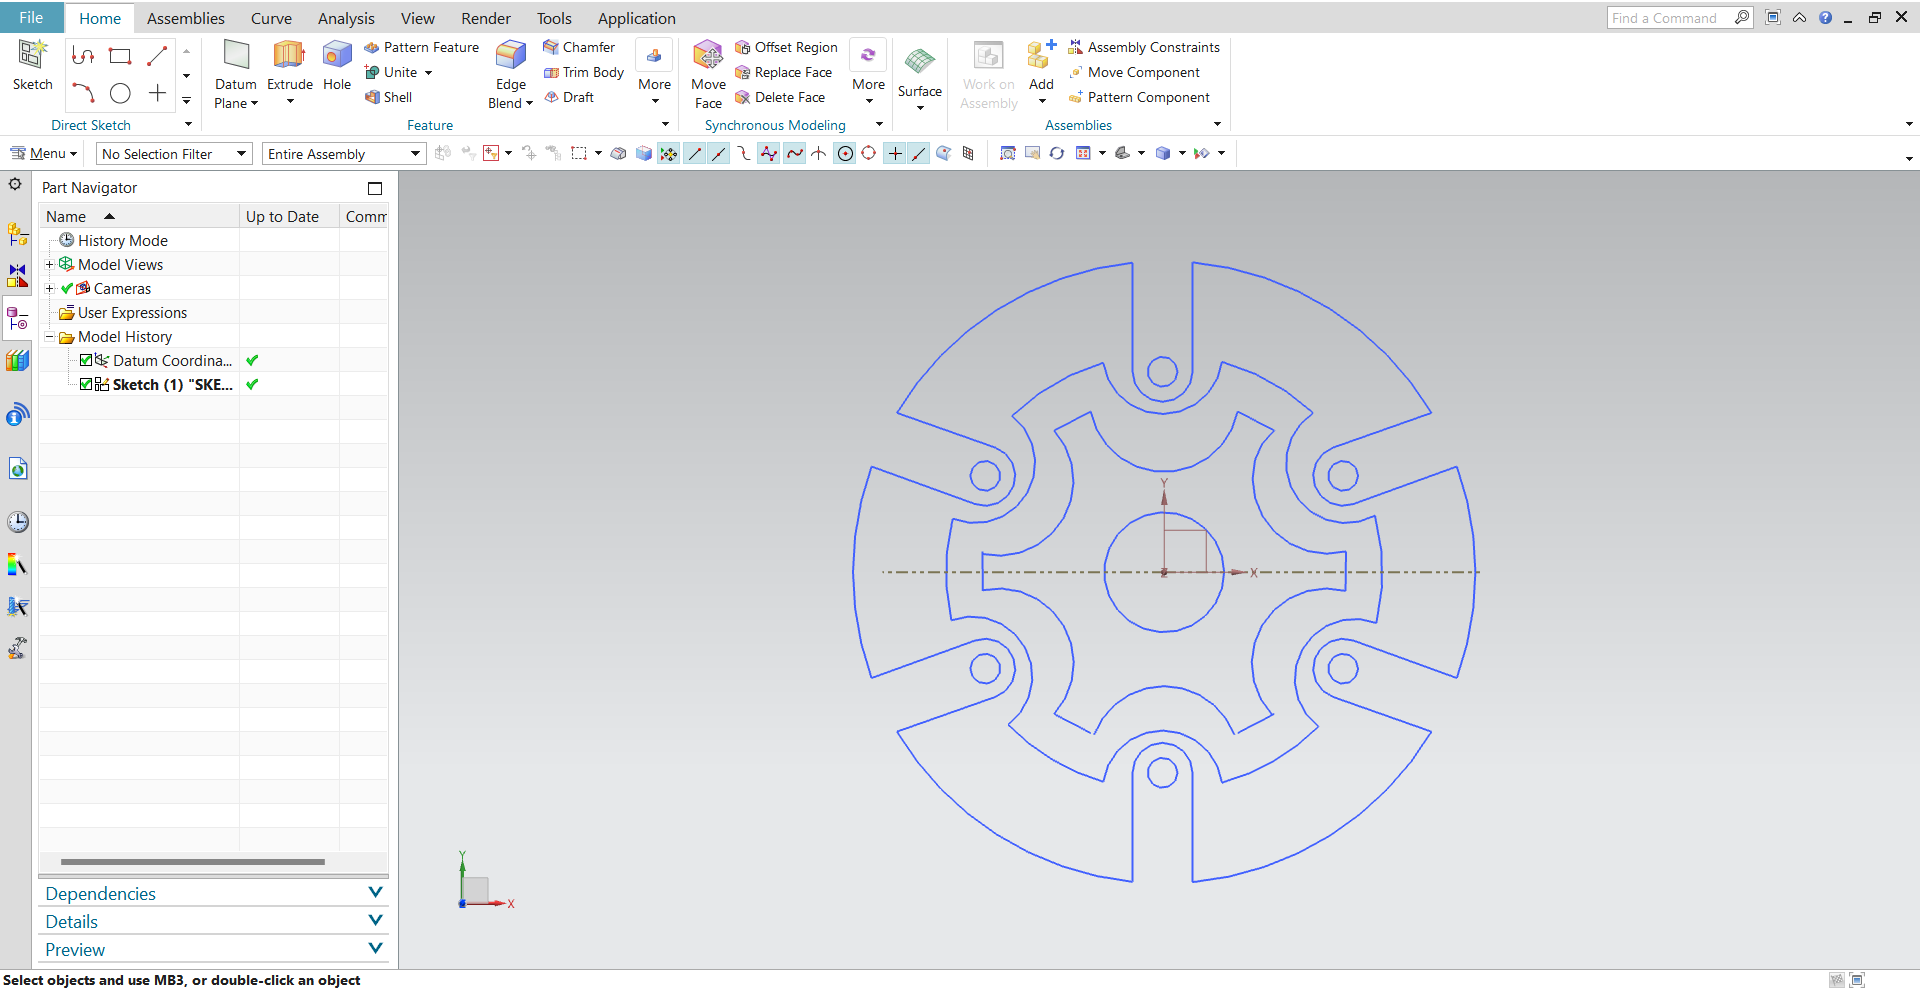 File Home Assemblies Curve Analysis View Render Tools Application Find a Command
Sketch
Direct Sketch
Datum Plane
Extrude
Hole
Pattern Feature
Unite
Shell
Edge Blend
Chamfer
Trim Body
Draft
More
Feature
Move Face
Offset Region
Replace Face
Delete Face
More
Synchronous Modeling
Surface
Work on Assembly
Add
Assembly Constraints
Move Component
Pattern Component
Assemblies
Menu No Selection Filter Entire Assembly
Part Navigator
Name Up to Date Comm
History Mode
Model Views
Cameras
User Expressions
Model History
Datum Coordina...
Sketch (1) "SKE...
Dependencies
Details
Preview
Y
X
Z
Y
X
Select objects and use MB3, or double-click an object